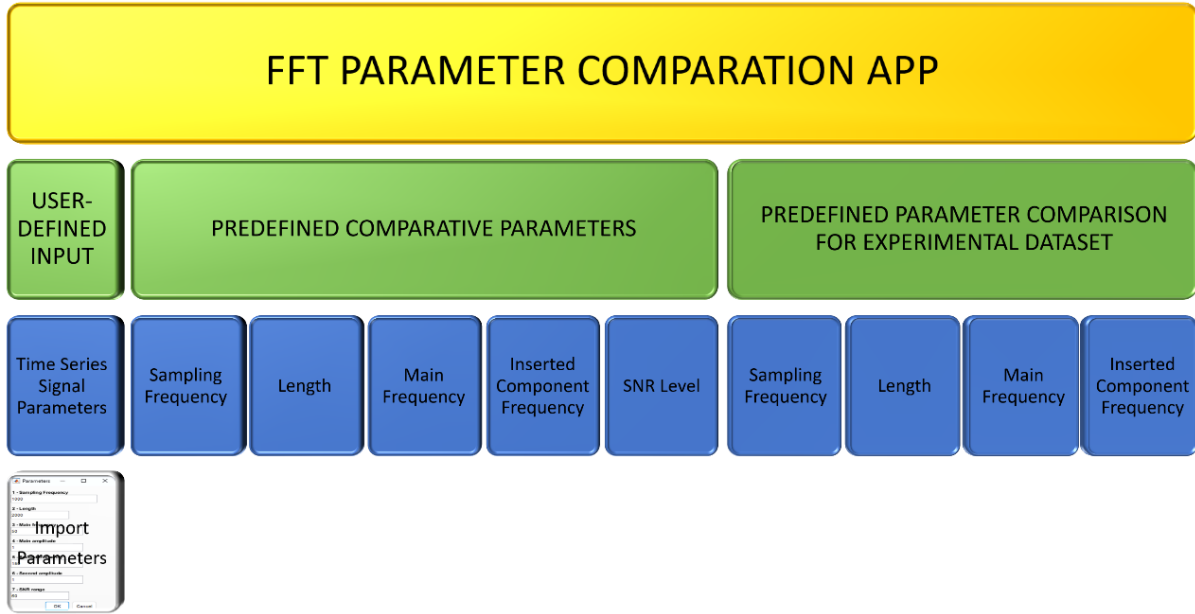 FFT PARAMETER COMPARATION APP
USER-
DEFINED
INPUT
PREDEFINED COMPARATIVE PARAMETERS
PREDEFINED PARAMETER COMPARISON
FOR EXPERIMENTAL DATASET
Time Series
Signal
Parameters
Sampling
Frequency
Length
Main
Frequency
Inserted
Component
Frequency
SNR Level
Sampling
Frequency
Length
Main
Frequency
Inserted
Component
Frequency
Parameters
1 - Sampling Frequency
1000
2 - Length
2000
Import
4 - Main amplitude
Parameters
6 - Second amplitude
7 - SNR range
OK Cancel